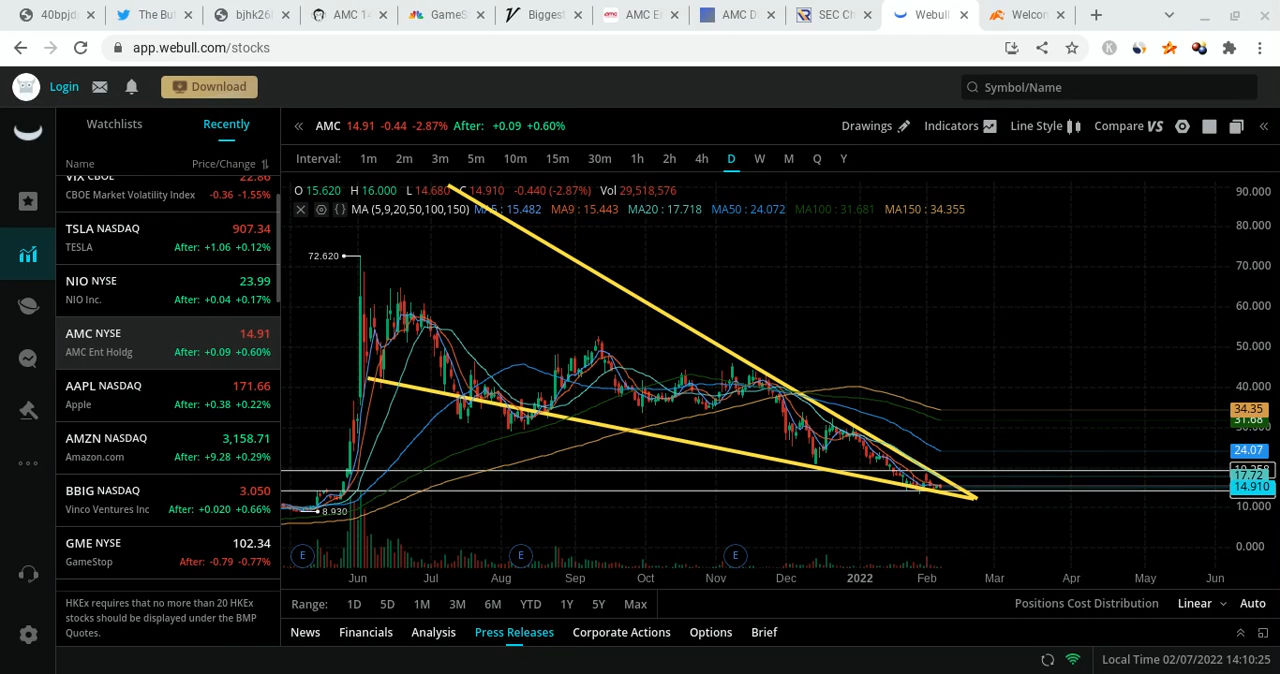 40bpjd
The But
bjhk26
AMC 14
GameS
Biggest
AMC E
AMC D
SEC Ch
Webull
Welcom
app.webull.com/stocks
Login
Download
Symbol/Name
Watchlists
Recently
Name
Price/Change
VIX CBOE 22.86
CBOE Market Volatility Index -0.36 -1.55%
TSLA NASDAQ 907.34
TESLA After: +1.06 +0.12%
NIO NYSE 23.99
NIO Inc. After: +0.04 +0.17%
AMC NYSE 14.91
AMC Ent Holdg After: +0.09 +0.60%
AAPL NASDAQ 171.66
Apple After: +0.38 +0.22%
AMZN NASDAQ 3,158.71
Amazon.com After: +9.28 +0.29%
BBIG NASDAQ 3.050
Vinco Ventures Inc After: +0.020 +0.66%
GME NYSE 102.34
GameStop After: -0.79 -0.77%
HKEx requires that no more than 20 HKEx
stocks should be displayed under the BMP
Quotes.
AMC 14.91 -0.44 -2.87% After: +0.09 +0.60%
Drawings Indicators Line Style Compare VS
Interval: 1m 2m 3m 5m 10m 15m 30m 1h 2h 4h D W M Q Y
O 15.620 H 16.000 L 14.680 C 14.910 -0.440 (-2.87%) Vol 29,518,576
MA (5,9,20,50,100,150) MA5 : 15.482 MA9 : 15.443 MA20 : 17.718 MA50 : 24.072 MA100 : 31.681 MA150 : 34.355
72.620
8.930
90.000
80.000
70.000
60.000
50.000
40.000
34.35
31.68
30.000
24.07
17.72
14.910
10.000
0.000
E E E
Jun Jul Aug Sep Oct Nov Dec 2022 Feb Mar Apr May Jun
Range: 1D 5D 1M 3M 6M YTD 1Y 5Y Max
Positions Cost Distribution Linear Auto
News Financials Analysis Press Releases Corporate Actions Options Brief
Local Time 02/07/2022 14:10:25